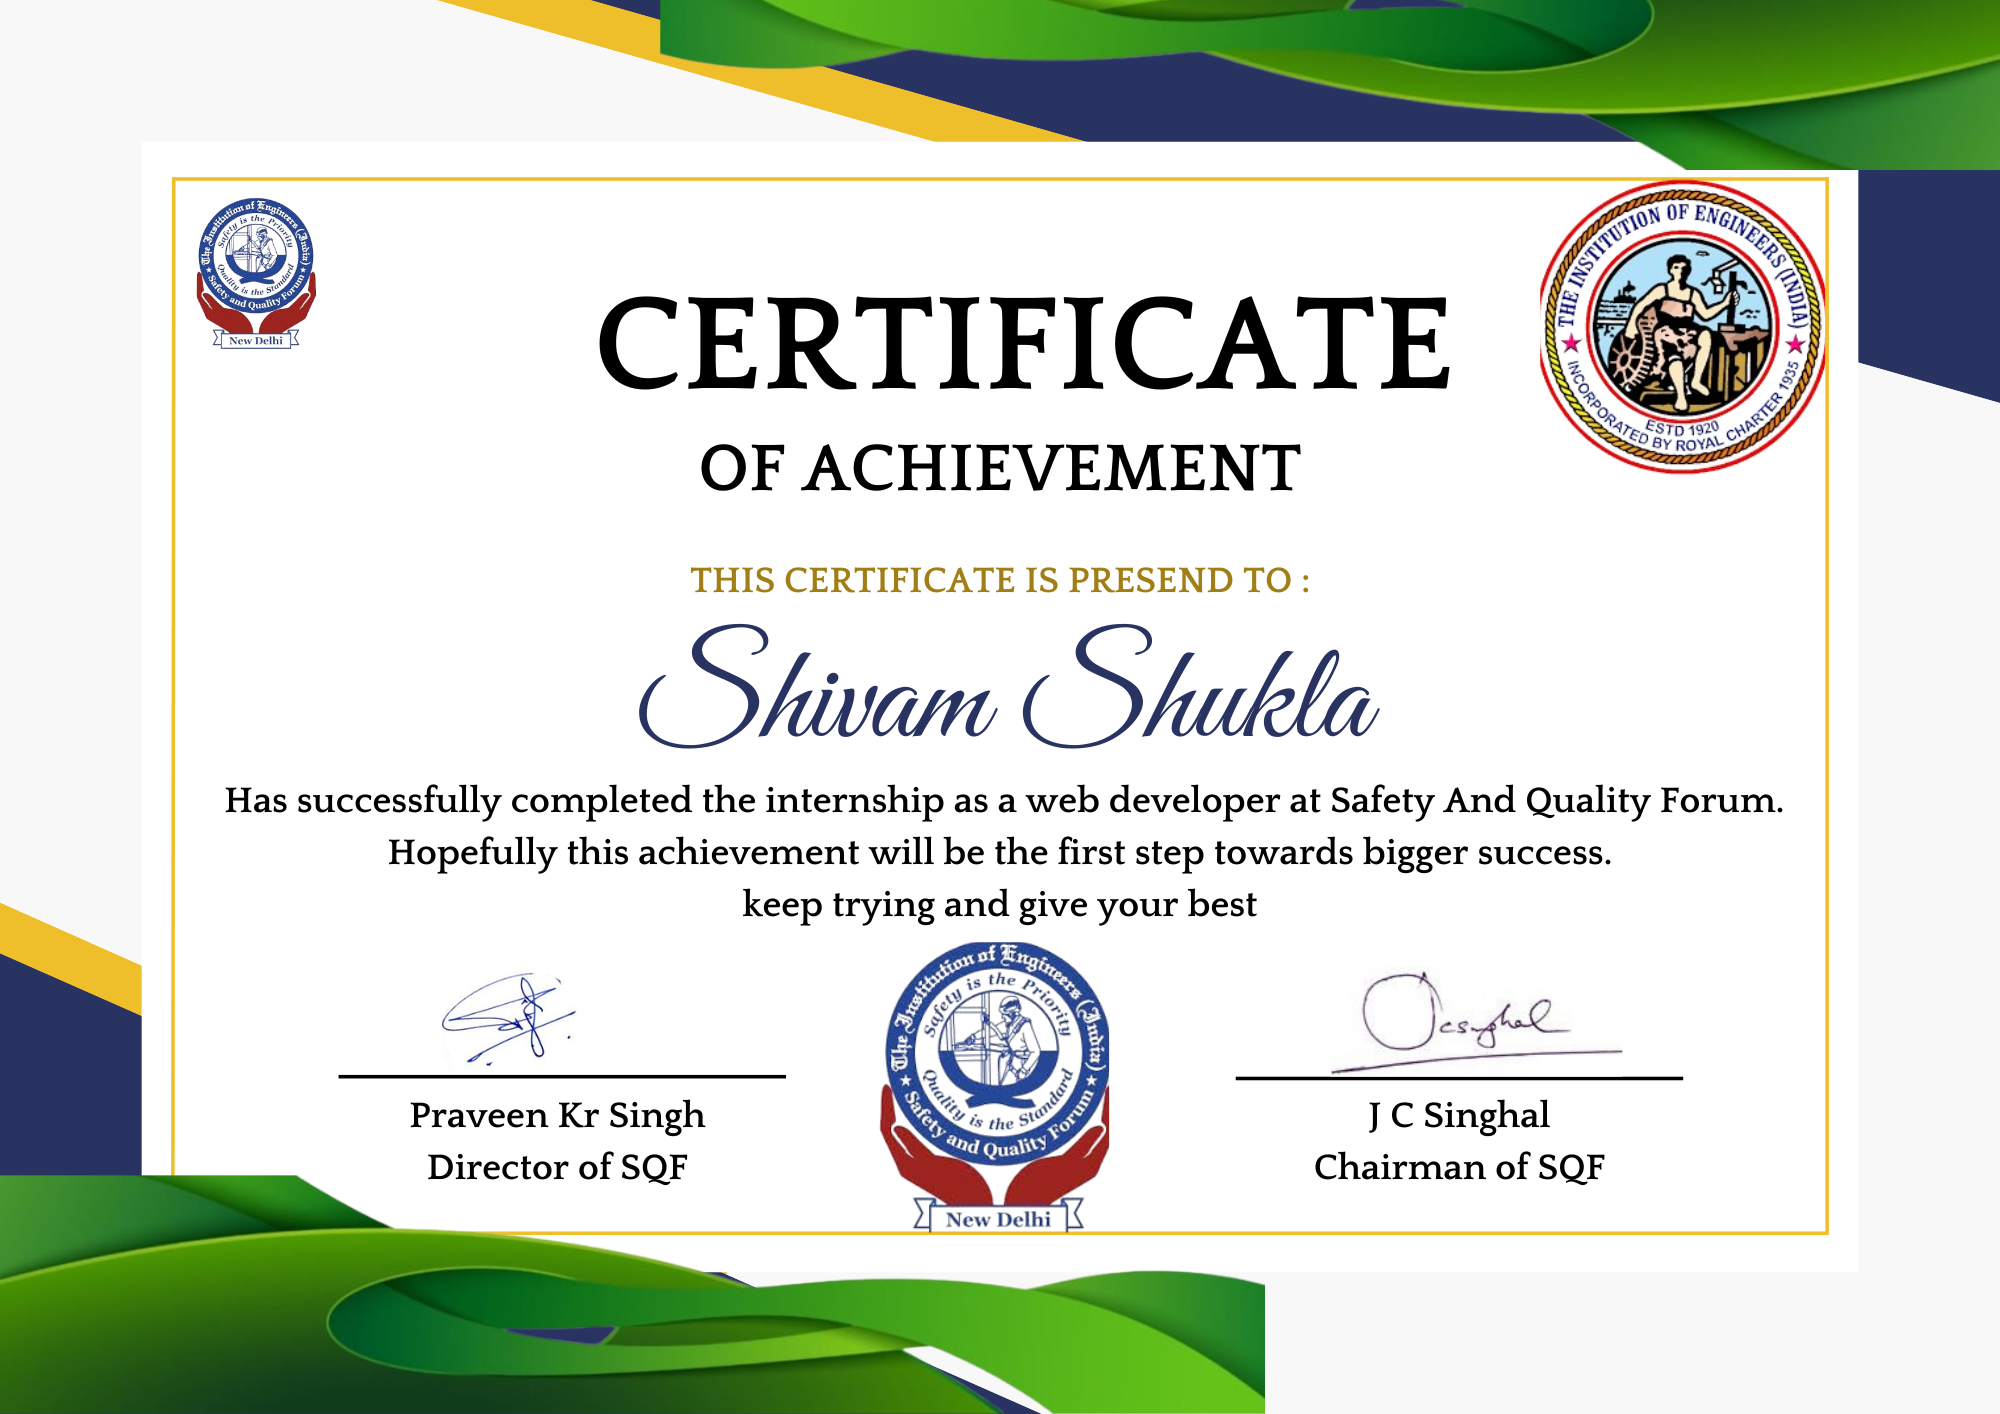 The Institution of Engineers (India)
Safety is the Priority
Quality is the Standard
★ Safety and Quality Forum ★
New Delhi
THE INSTITUTION OF ENGINEERS (INDIA)
ESTD 1920
★ INCORPORATED BY ROYAL CHARTER 1935 ★
CERTIFICATE
OF ACHIEVEMENT
THIS CERTIFICATE IS PRESEND TO :
Shivam Shukla
Has successfully completed the internship as a web developer at Safety And Quality Forum.
Hopefully this achievement will be the first step towards bigger success.
keep trying and give your best
Jcsinghal
Praveen Kr Singh
Director of SQF
The Institution of Engineers (India)
Safety is the Priority
Quality is the Standard
★ Safety and Quality Forum ★
New Delhi
J C Singhal
Chairman of SQF